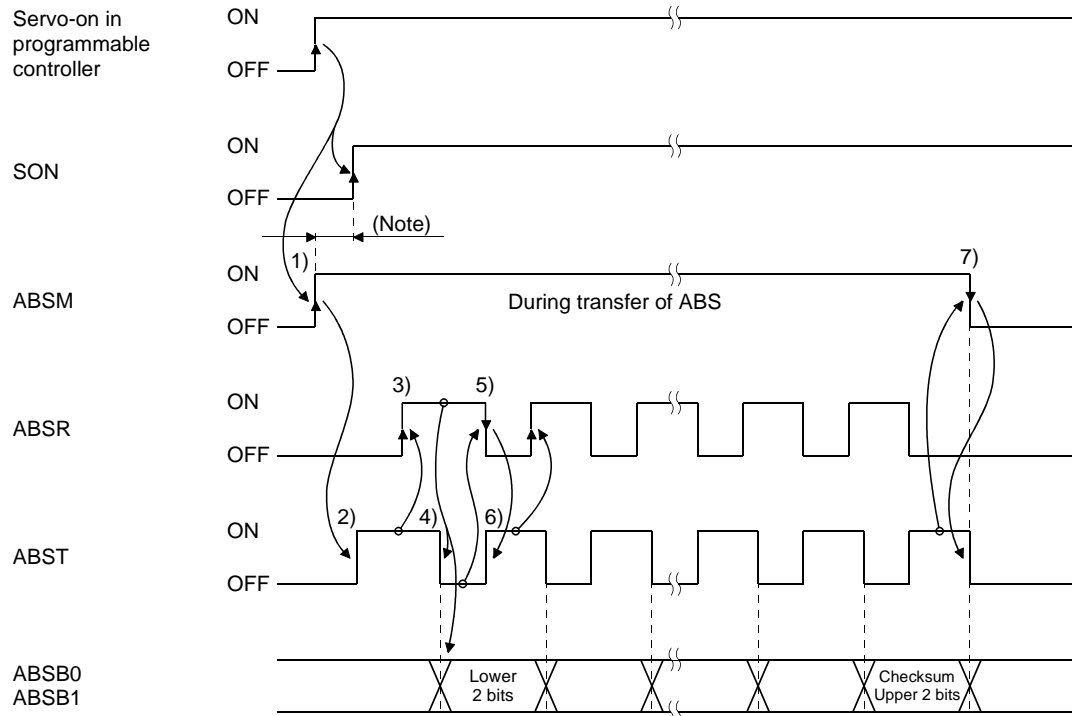 Servo-on in
programmable
controller
ON
OFF
SON
ON
OFF
(Note)
ABSM
ON
OFF
1)
During transfer of ABS
7)
ABSR
ON
OFF
3)
5)
ABST
ON
OFF
2)
4)
6)
ABSB0
ABSB1
Lower
2 bits
Checksum
Upper 2 bits